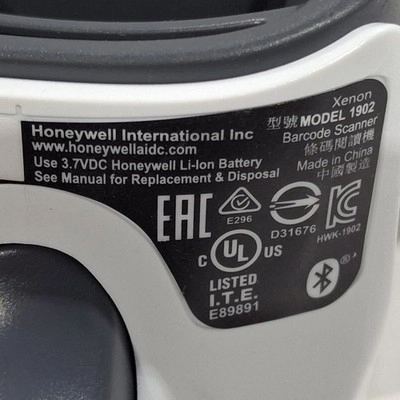 Honeywell International Inc
www.honeywellaidc.com
Use 3.7VDC Honeywell Li-Ion Battery
See Manual for Replacement & Disposal
Xenon
型號 MODEL 1902
Barcode Scanner
條碼閱讀機
Made in China
中國製造
EAC
E296
D31676
HWK-1902
C UL US
LISTED
I.T.E.
E89891